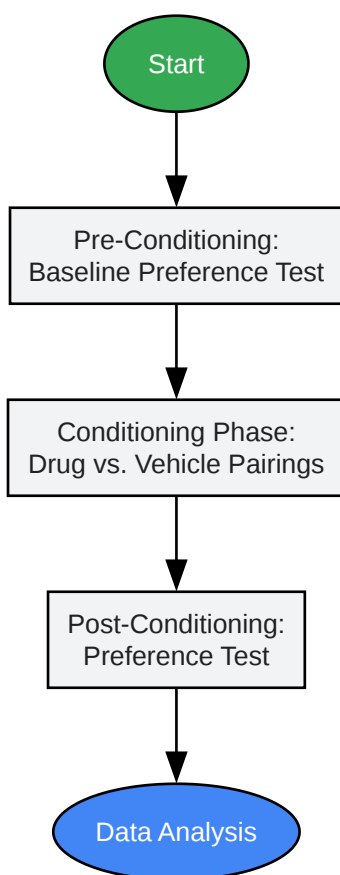 Start
Pre-Conditioning:
Baseline Preference Test
Conditioning Phase:
Drug vs. Vehicle Pairings
Post-Conditioning:
Preference Test
Data Analysis